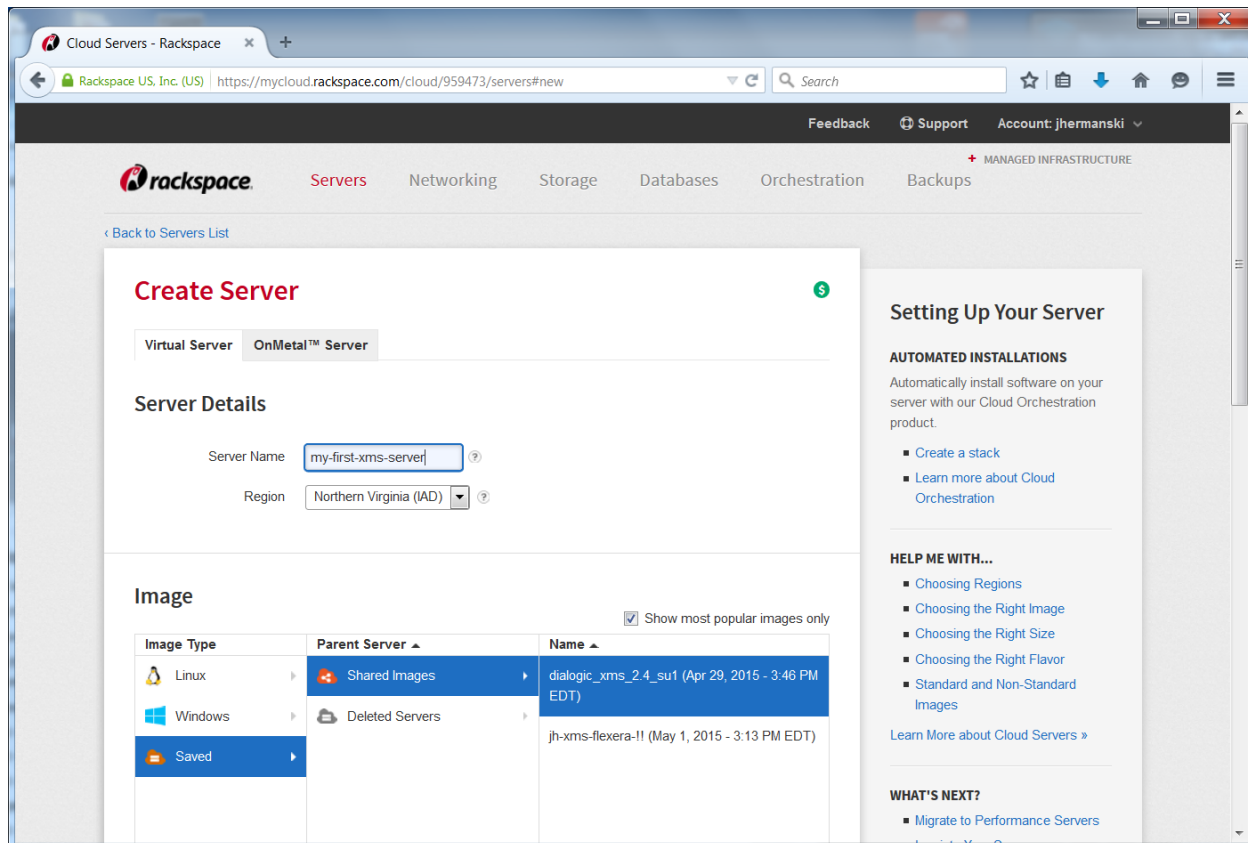 Cloud Servers - Rackspace
Rackspace US, Inc. (US) https://mycloud.rackspace.com/cloud/959473/servers#new
Search
Feedback Support Account: jhermanski
+ MANAGED INFRASTRUCTURE
rackspace. Servers Networking Storage Databases Orchestration Backups
‹ Back to Servers List
Create Server
$
Virtual Server OnMetal™ Server
Server Details
Server Name my-first-xms-server ?
Region Northern Virginia (IAD) ?
Image
Show most popular images only
Image Type Parent Server Name
Linux
Windows
Saved
Shared Images
Deleted Servers
dialogic_xms_2.4_su1 (Apr 29, 2015 - 3:46 PM
EDT)
jh-xms-flexera-!! (May 1, 2015 - 3:13 PM EDT)
Setting Up Your Server
AUTOMATED INSTALLATIONS
Automatically install software on your
server with our Cloud Orchestration
product.
Create a stack
Learn more about Cloud
Orchestration
HELP ME WITH...
Choosing Regions
Choosing the Right Image
Choosing the Right Size
Choosing the Right Flavor
Standard and Non-Standard
Images
Learn More about Cloud Servers »
WHAT'S NEXT?
Migrate to Performance Servers